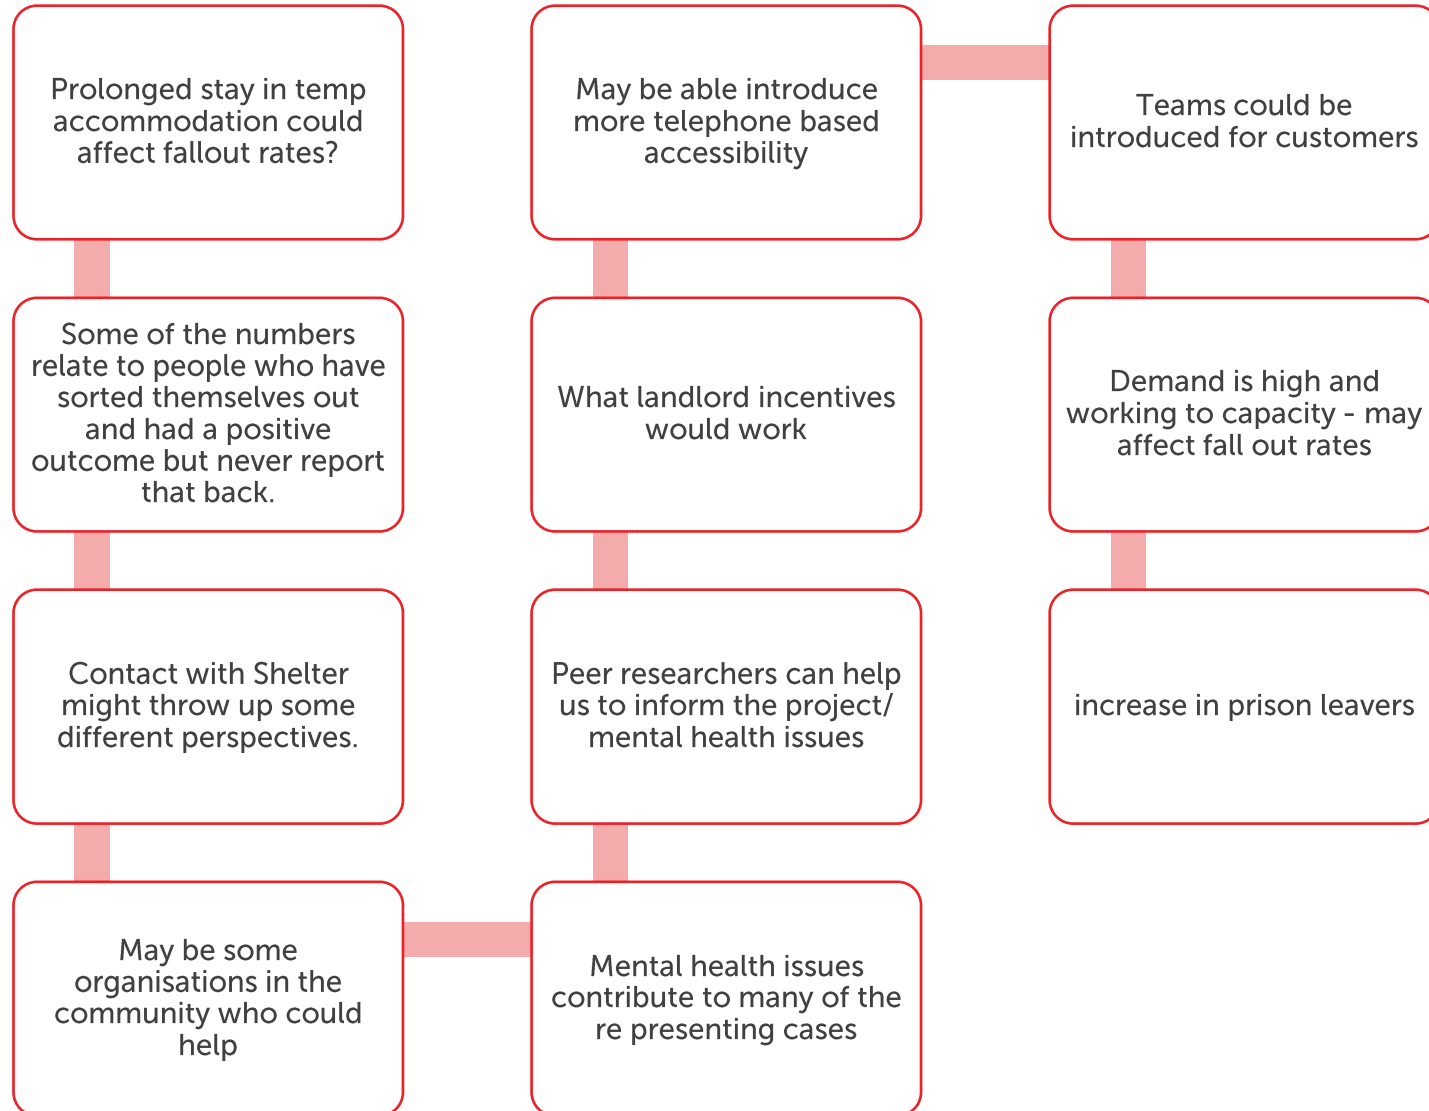 Prolonged stay in temp
accommodation could
affect fallout rates?
Some of the numbers
relate to people who have
sorted themselves out
and had a positive
outcome but never report
that back.
Contact with Shelter
might throw up some
different perspectives.
May be some
organisations in the
community who could
help
Mental health issues
contribute to many of the
re presenting cases
Peer researchers can help
us to inform the project/
mental health issues
What landlord incentives
would work
May be able introduce
more telephone based
accessibility
Teams could be
introduced for customers
Demand is high and
working to capacity - may
affect fall out rates
increase in prison leavers